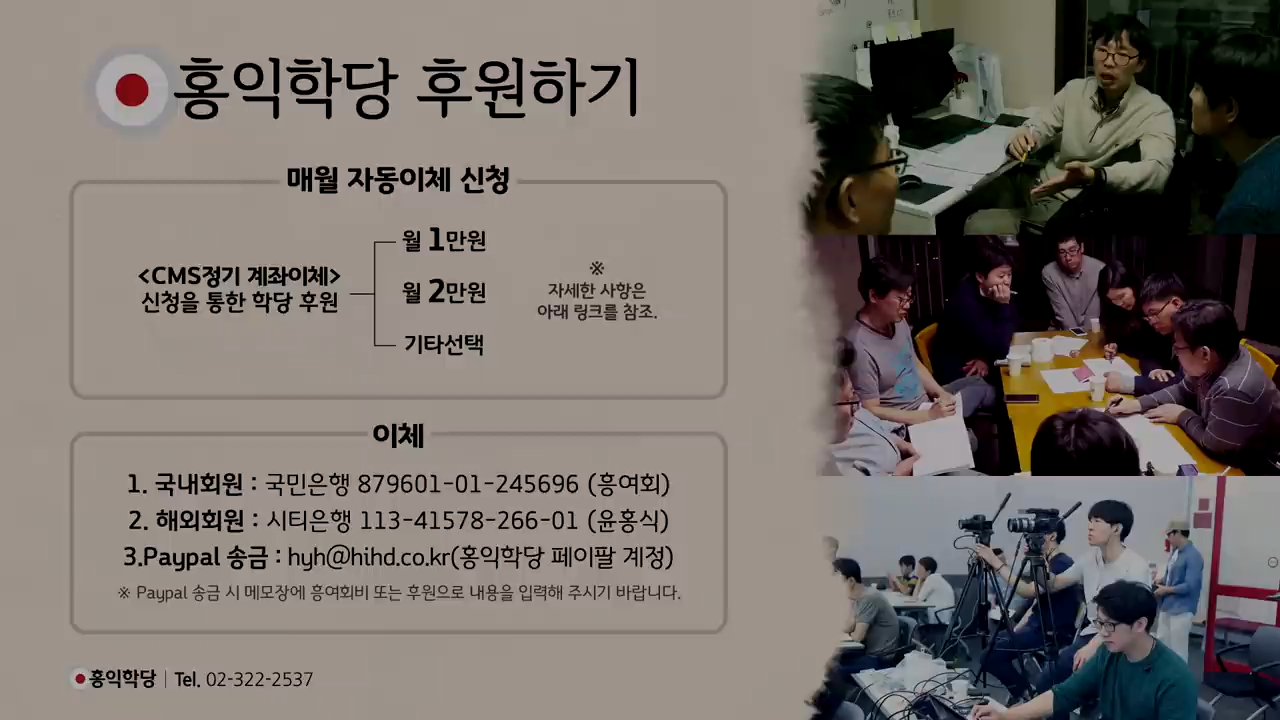 홍익학당 후원하기
매월 자동이체 신청
<CMS정기 계좌이체>
신청을 통한 학당 후원
월 1만원
월 2만원
기타선택
※
자세한 사항은
아래 링크를 참조.
이체
1. 국내회원 : 국민은행 879601-01-245696 (흥여회)
2. 해외회원 : 시티은행 113-41578-266-01 (윤홍식)
3.Paypal 송금 : hyh@hihd.co.kr(홍익학당 페이팔 계정)
※ Paypal 송금 시 메모장에 흥여회비 또는 후원으로 내용을 입력해 주시기 바랍니다.
홍익학당 | Tel. 02-322-2537